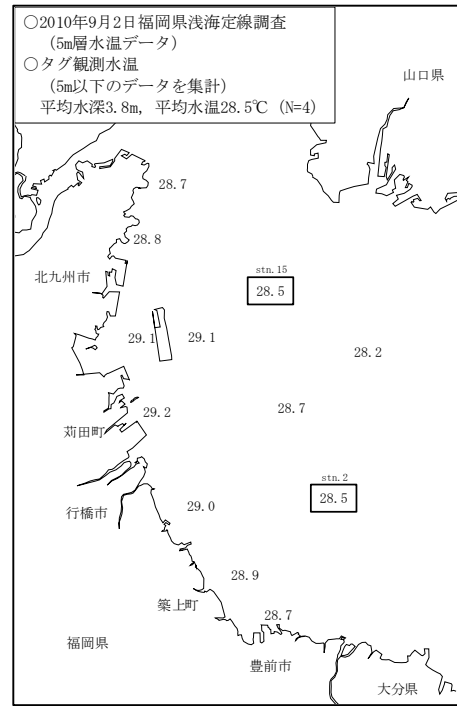 ○2010年9月2日福岡県浅海定線調査
（5m層水温データ）
○タグ観測水温
（5m以下のデータを集計）
平均水深3.8m，平均水温28.5℃（N=4）
山口県
28.7
28.8
北九州市
stn.15
28.5
29.1
29.1
28.2
29.2
28.7
苅田町
stn.2
28.5
行橋市
29.0
28.9
築上町
28.7
福岡県
豊前市
大分県